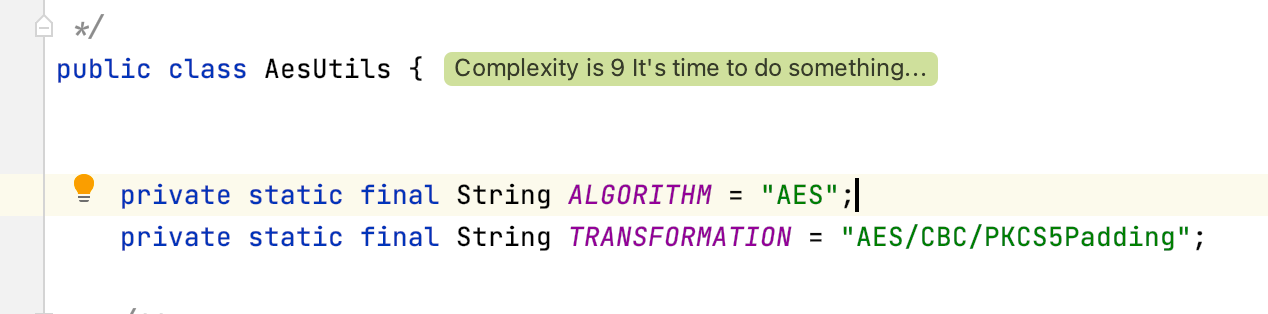 */
public class AesUtils { Complexity is 9 It's time to do something...
private static final String ALGORITHM = "AES";
private static final String TRANSFORMATION = "AES/CBC/PKCS5Padding";